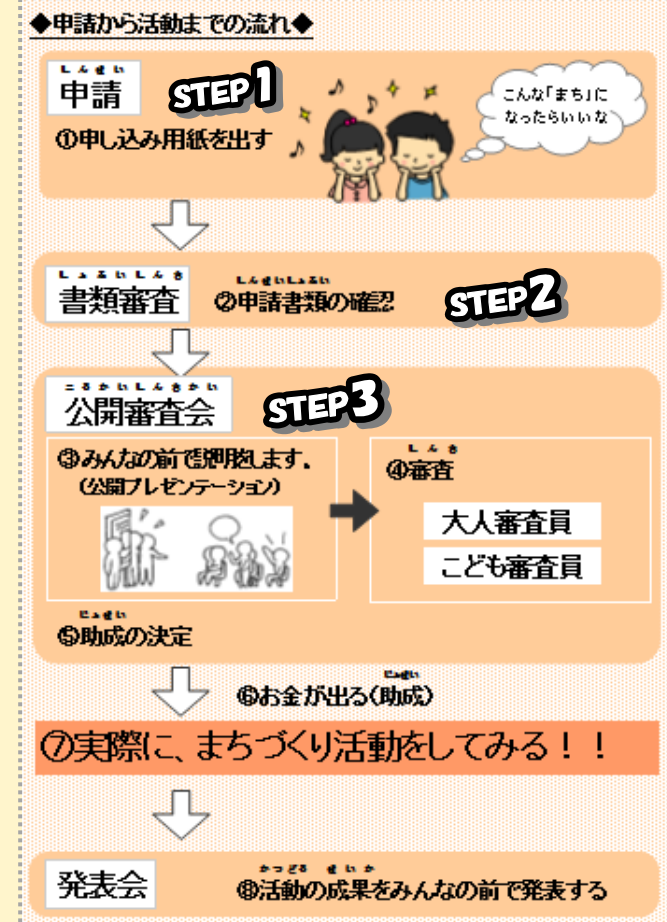 ◆申請から活動までの流れ◆
しんせい
申請 STEP1
①申し込み用紙を出す
こんな「まち」に
なったらいいな
しょるいしんさ
書類審査
しんせいしょるい
②申請書類の確認
STEP2
こうかいしんさかい
公開審査会
STEP3
③みんなの前で説明します。
(公開プレゼンテーション)
しんさ
④審査
大人審査員
こども審査員
じょせい
⑤助成の決定
じょせい
⑥お金が出る(助成)
⑦実際に、まちづくり活動をしてみる！！
発表会
かつどう せいか
⑧活動の成果をみんなの前で発表する